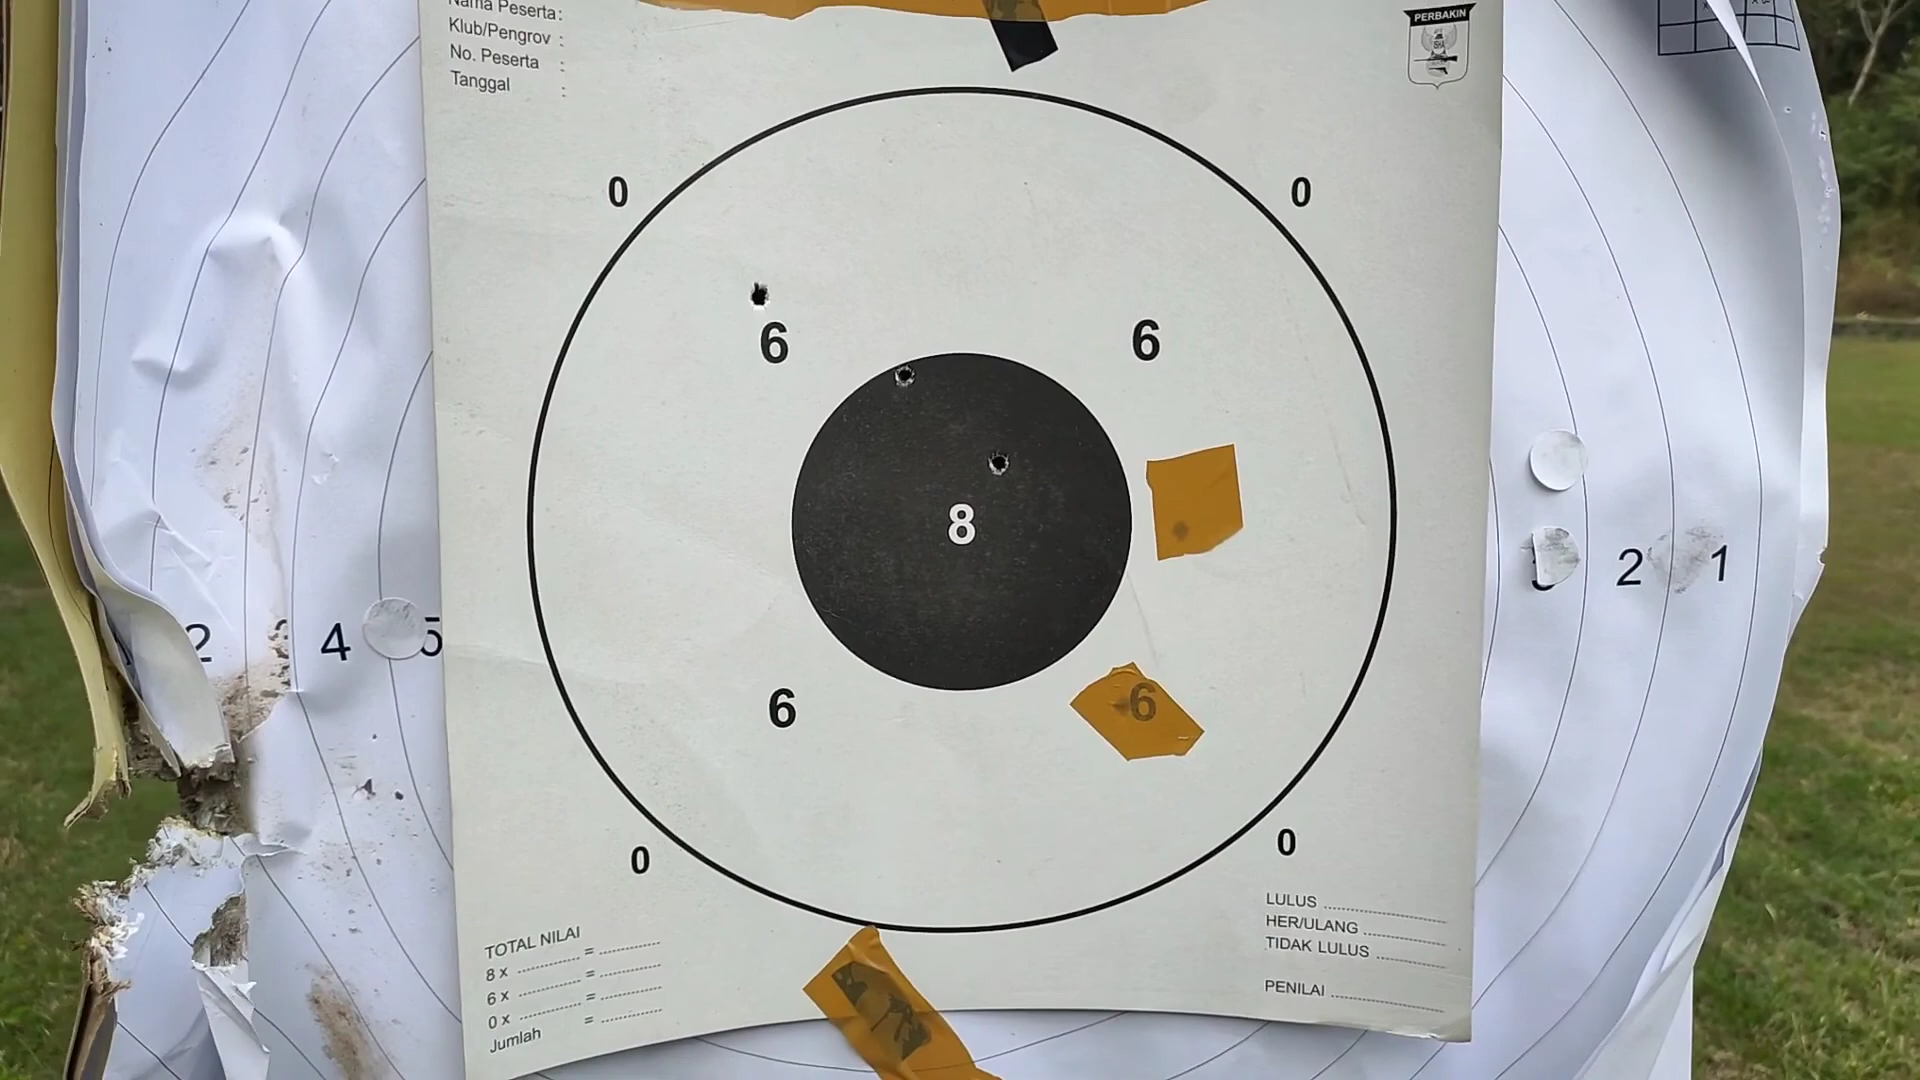 Nama Peserta :
Klub/Pengrov :
No. Peserta :
Tanggal :
PERBAKIN
0 0
6 6
8
6 6
0 0
2 4 5
2 1
TOTAL NILAI
8 x .............. = ..............
6 x .............. = ..............
0 x .............. = ..............
Jumlah = ..............
LULUS ..............
HER/ULANG ..............
TIDAK LULUS ..............
PENILAI ..............